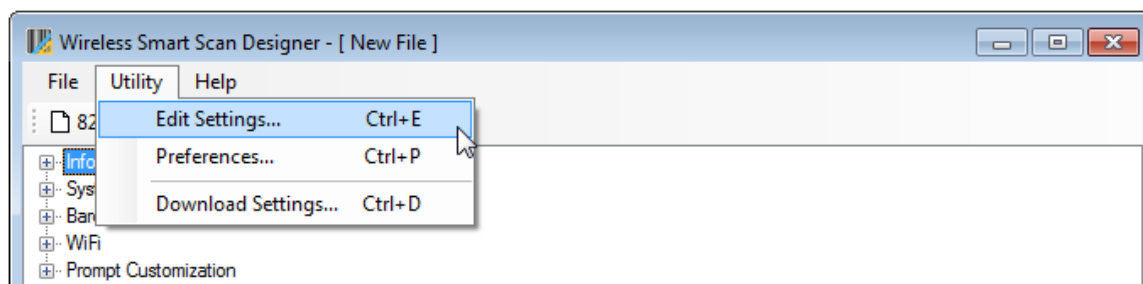 Wireless Smart Scan Designer - [ New File ]
File Utility Help
82
Edit Settings... Ctrl+E
Preferences... Ctrl+P
Download Settings... Ctrl+D
Info
Sys
Bar
WiFi
Prompt Customization